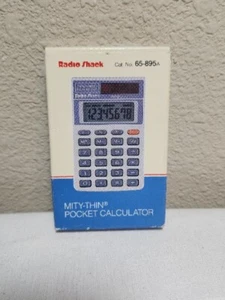 Radio Shack Cat. No. 65-895A
12345678
MITY-THIN®
POCKET CALCULATOR